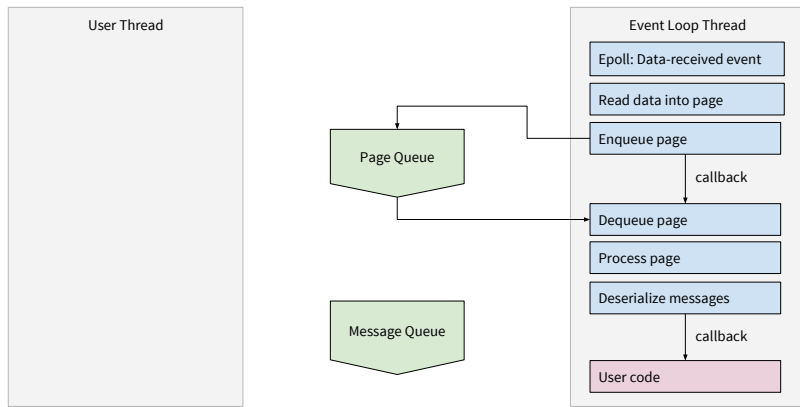 User Thread
Event Loop Thread
Epoll: Data-received event
Read data into page
Enqueue page
Page Queue
callback
Dequeue page
Process page
Deserialize messages
Message Queue
callback
User code